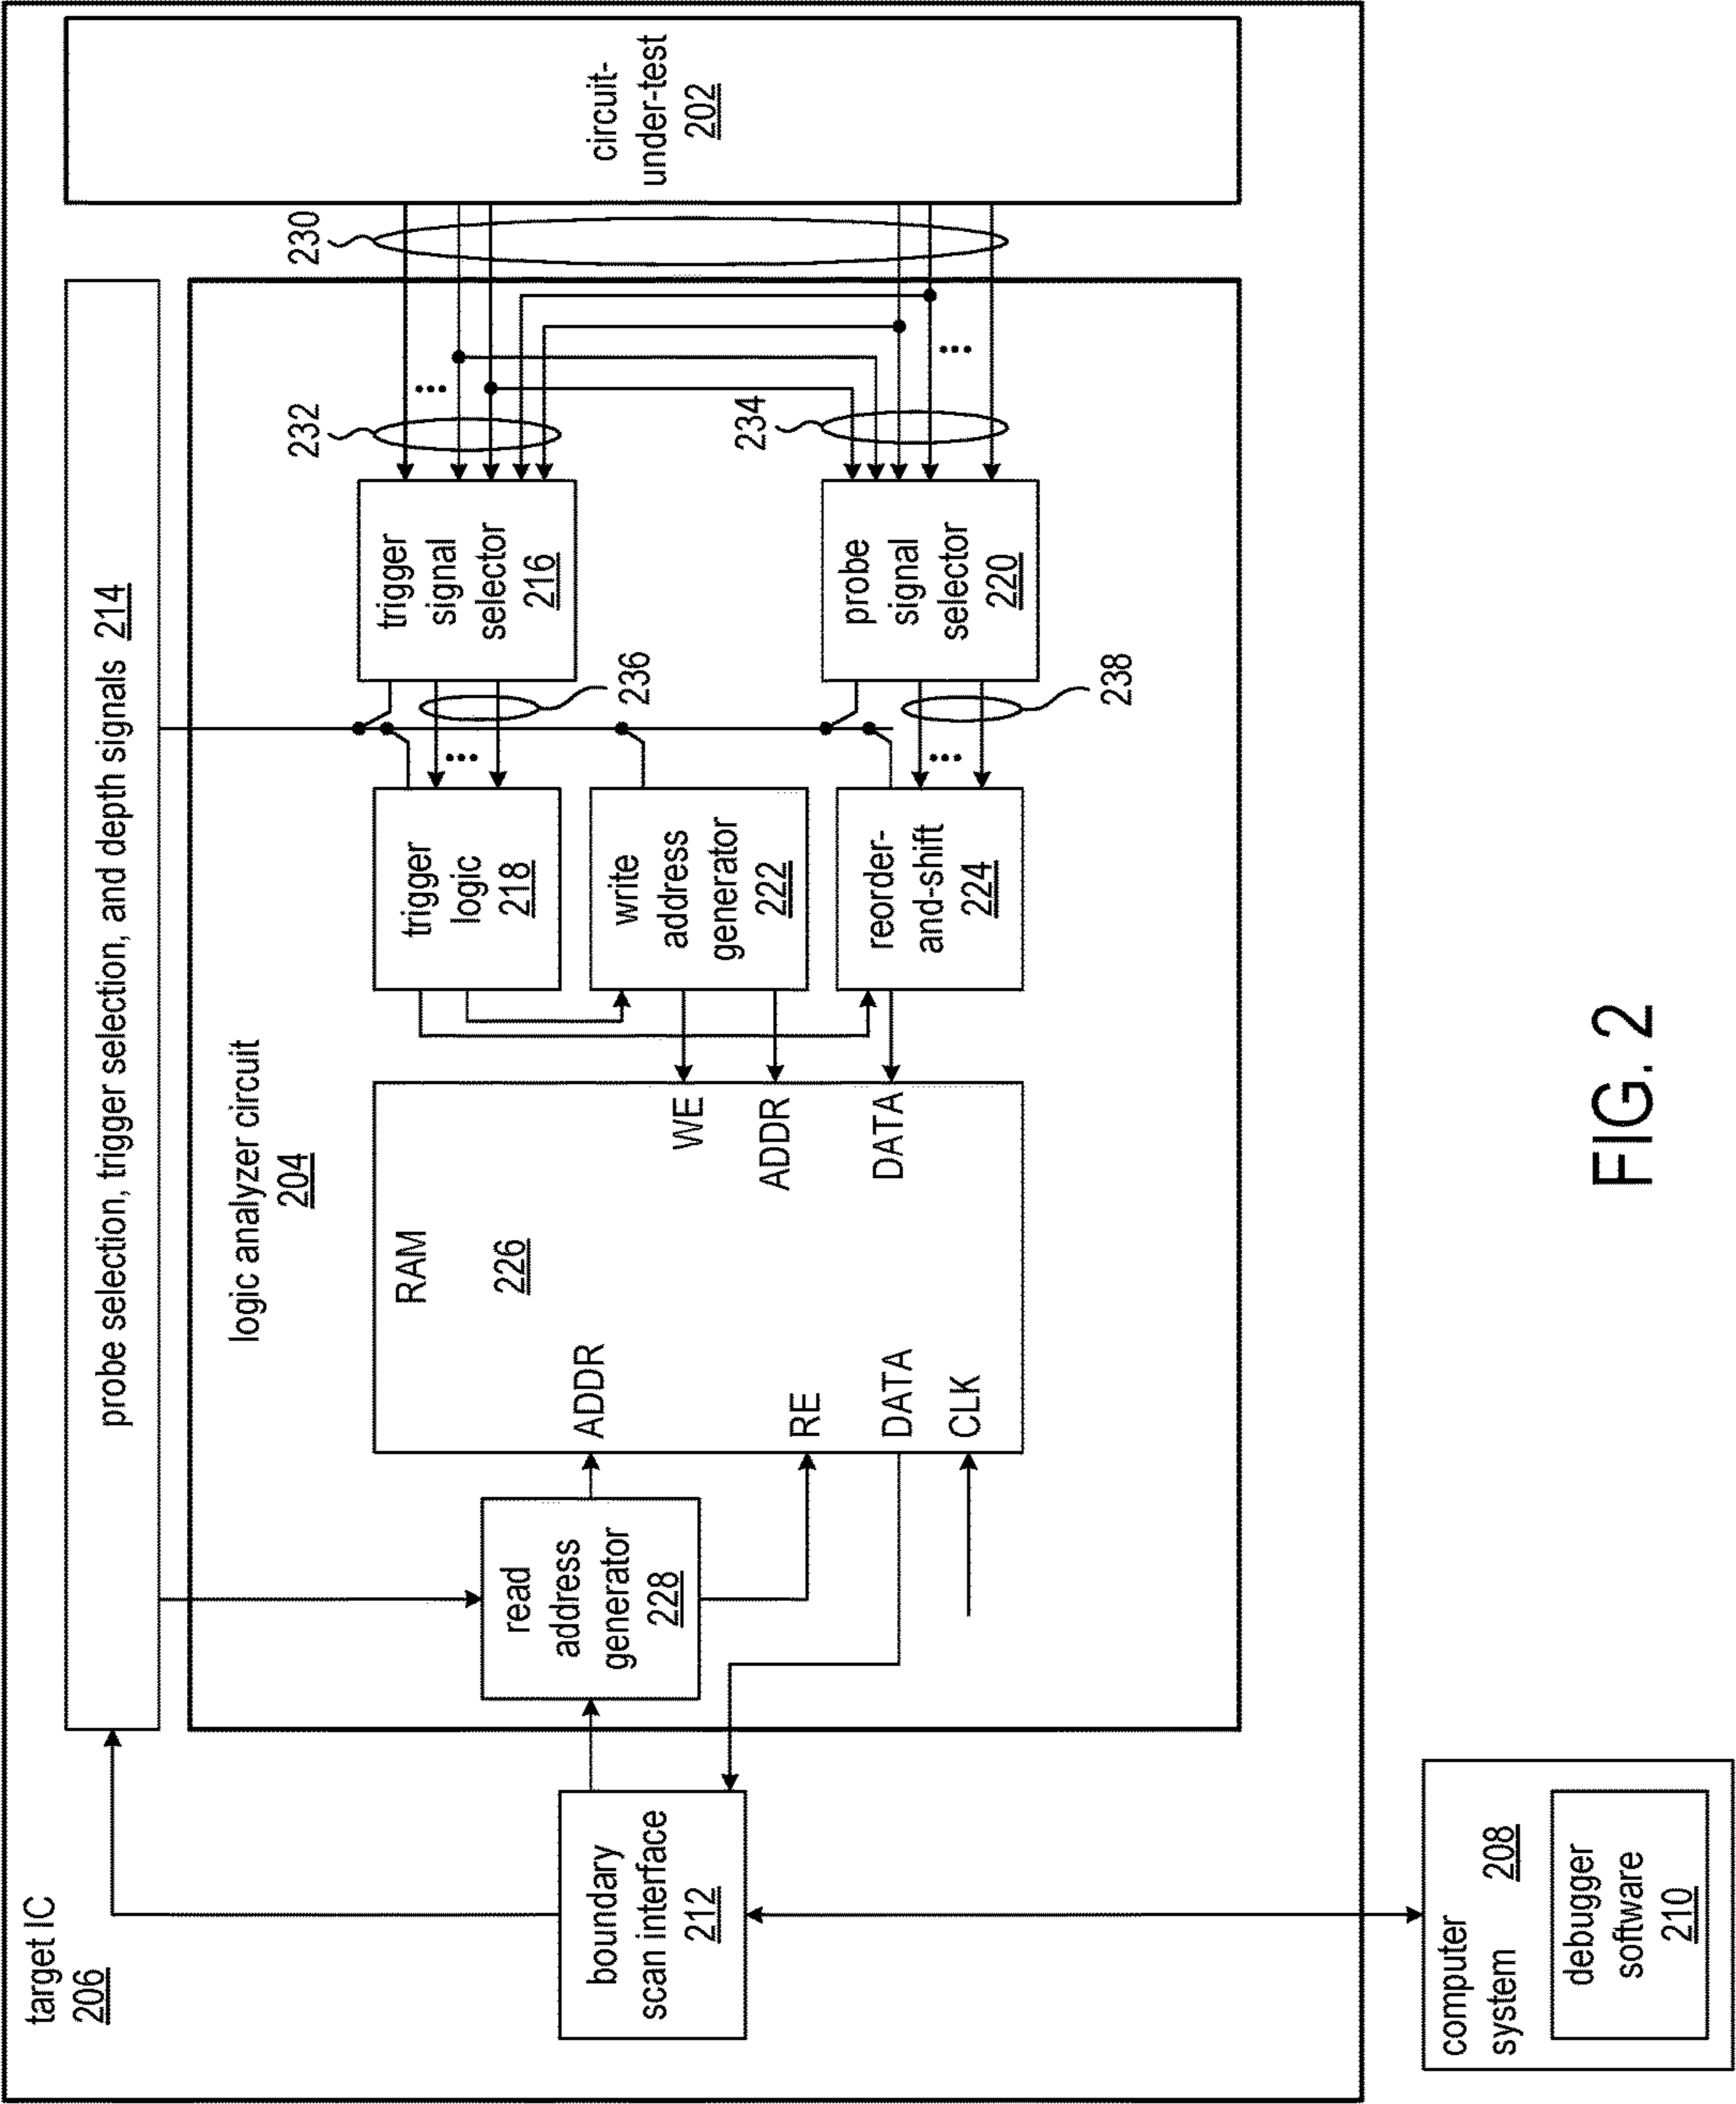 target IC
206
probe selection, trigger selection, and depth signals 214
logic analyzer circuit
204
circuit-
under-test
202
230
232
234
trigger
signal
selector
216
probe
signal
selector
220
236
238
...
...
...
...
trigger
logic
218
write
address
generator
222
reorder-
and-shift
224
RAM
226
WE
ADDR
DATA
ADDR
RE
DATA
CLK
read
address
generator
228
boundary
scan interface
212
computer
system 208
debugger
software
210
FIG. 2